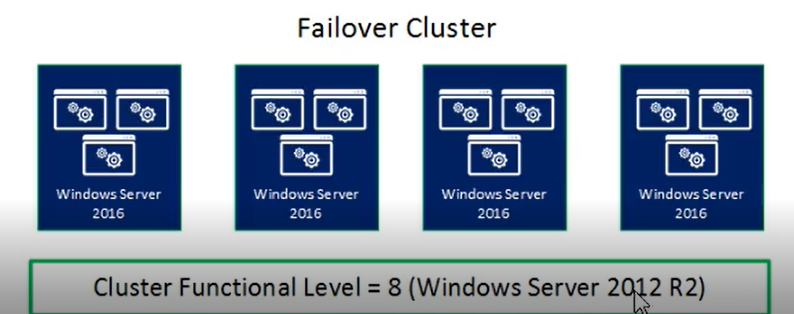 Failover Cluster
Windows Server
2016
Windows Server
2016
Windows Server
2016
Windows Server
2016
Cluster Functional Level = 8 (Windows Server 2012 R2)